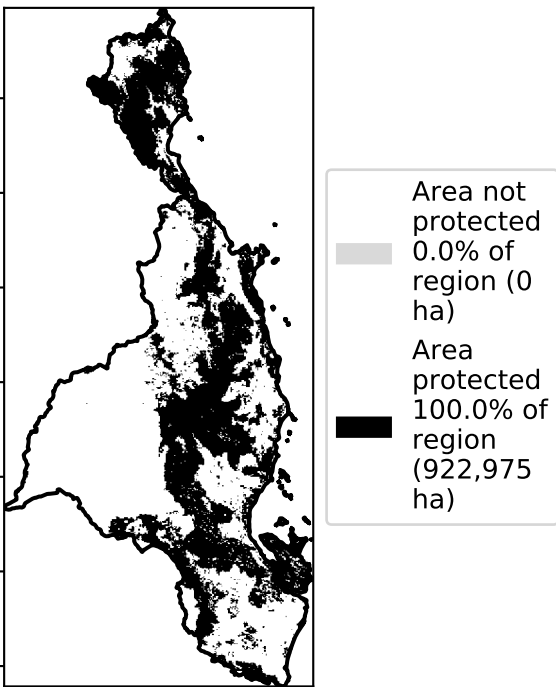 Area not
protected
0.0% of
region (0
ha)
Area
protected
100.0% of
region
(922,975
ha)